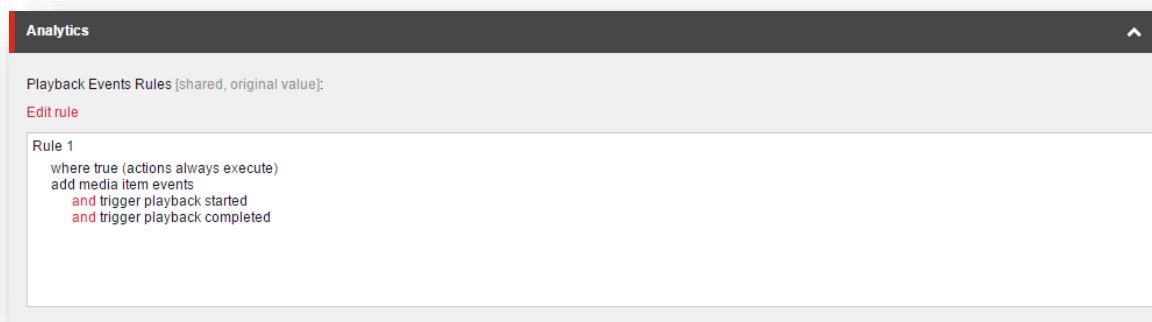 Analytics
Playback Events Rules [shared, original value]:
Edit rule
Rule 1
where true (actions always execute)
add media item events
and trigger playback started
and trigger playback completed